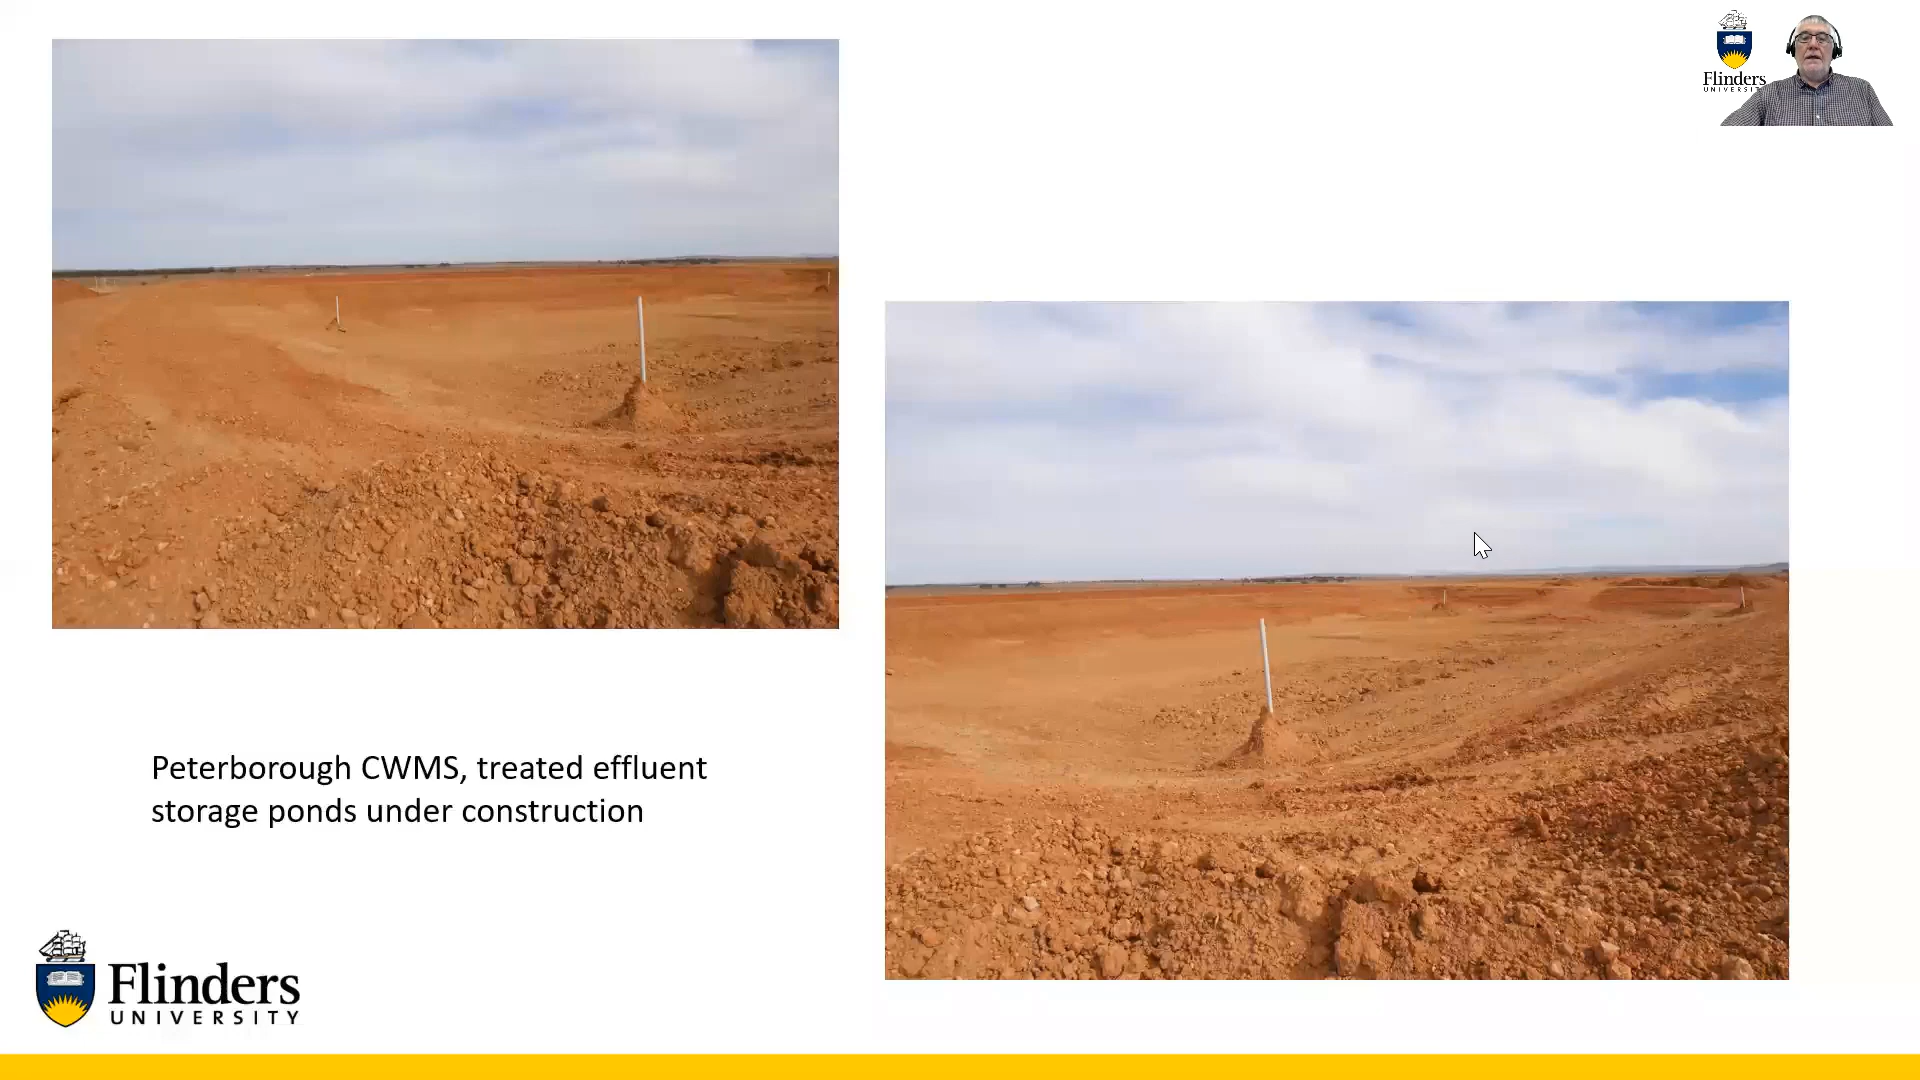 Flinders
UNIVERSITY
Peterborough CWMS, treated effluent
storage ponds under construction
Flinders
UNIVERSITY